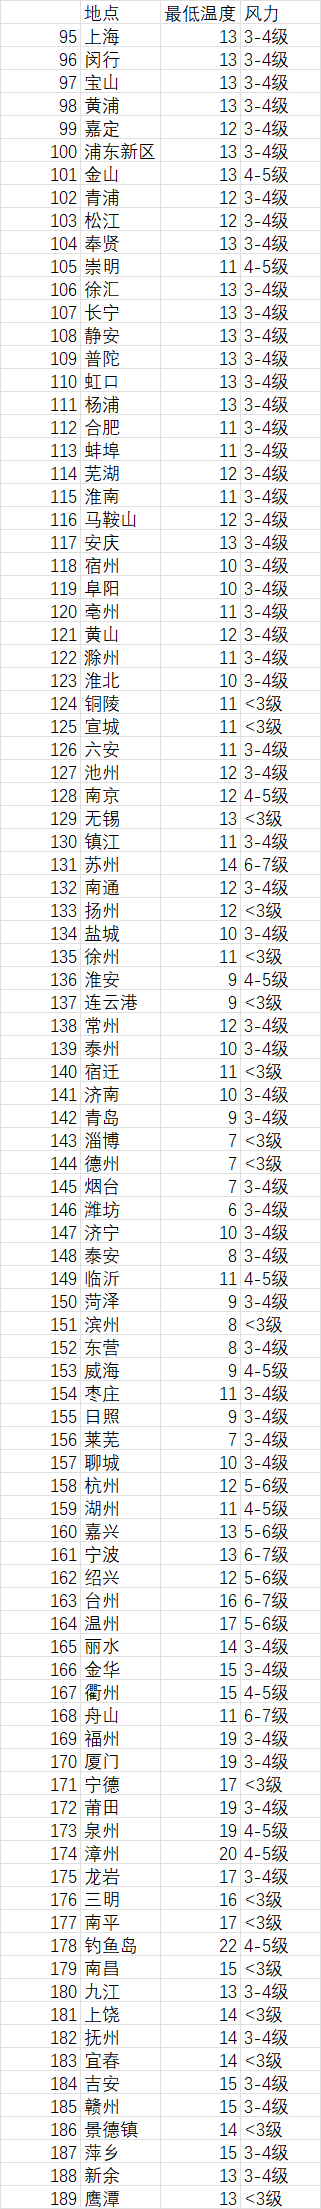 地点 最低温度 风力
95 上海 13 3-4级
96 闵行 13 3-4级
97 宝山 13 3-4级
98 黄浦 13 3-4级
99 嘉定 12 3-4级
100 浦东新区 13 3-4级
101 金山 13 4-5级
102 青浦 12 3-4级
103 松江 12 3-4级
104 奉贤 13 3-4级
105 崇明 11 4-5级
106 徐汇 13 3-4级
107 长宁 13 3-4级
108 静安 13 3-4级
109 普陀 13 3-4级
110 虹口 13 3-4级
111 杨浦 13 3-4级
112 合肥 11 3-4级
113 蚌埠 11 3-4级
114 芜湖 12 3-4级
115 淮南 11 3-4级
116 马鞍山 12 3-4级
117 安庆 13 3-4级
118 宿州 10 3-4级
119 阜阳 10 3-4级
120 亳州 11 3-4级
121 黄山 12 3-4级
122 滁州 11 3-4级
123 淮北 10 3-4级
124 铜陵 11 <3级
125 宣城 11 <3级
126 六安 11 3-4级
127 池州 12 3-4级
128 南京 12 4-5级
129 无锡 13 <3级
130 镇江 11 3-4级
131 苏州 14 6-7级
132 南通 12 3-4级
133 扬州 12 <3级
134 盐城 10 3-4级
135 徐州 11 <3级
136 淮安 9 4-5级
137 连云港 9 <3级
138 常州 12 3-4级
139 泰州 10 3-4级
140 宿迁 11 <3级
141 济南 10 3-4级
142 青岛 9 3-4级
143 淄博 7 <3级
144 德州 7 <3级
145 烟台 7 3-4级
146 潍坊 6 3-4级
147 济宁 10 3-4级
148 泰安 8 3-4级
149 临沂 11 4-5级
150 菏泽 9 3-4级
151 滨州 8 <3级
152 东营 8 3-4级
153 威海 9 4-5级
154 枣庄 11 3-4级
155 日照 9 3-4级
156 莱芜 7 3-4级
157 聊城 10 3-4级
158 杭州 12 5-6级
159 湖州 11 4-5级
160 嘉兴 13 5-6级
161 宁波 13 6-7级
162 绍兴 12 5-6级
163 台州 16 6-7级
164 温州 17 5-6级
165 丽水 14 3-4级
166 金华 15 3-4级
167 衢州 15 4-5级
168 舟山 11 6-7级
169 福州 19 3-4级
170 厦门 19 3-4级
171 宁德 17 <3级
172 莆田 19 3-4级
173 泉州 19 4-5级
174 漳州 20 4-5级
175 龙岩 17 3-4级
176 三明 16 <3级
177 南平 17 <3级
178 钓鱼岛 22 4-5级
179 南昌 15 <3级
180 九江 13 3-4级
181 上饶 14 <3级
182 抚州 14 3-4级
183 宜春 14 <3级
184 吉安 15 3-4级
185 赣州 15 3-4级
186 景德镇 14 <3级
187 萍乡 15 3-4级
188 新余 13 3-4级
189 鹰潭 13 <3级